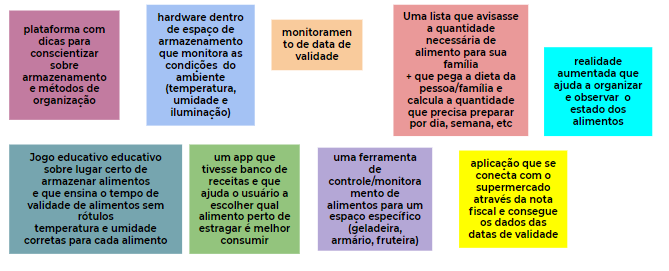 plataforma com
dicas para
conscientizar
sobre
armazenamento
e métodos de
organização
hardware dentro
de espaço de
armazenamento
que monitora as
condições do
ambiente
(temperatura,
umidade e
iluminação)
monitoramen
to de data de
validade
Uma lista que avisasse
a quantidade
necessária de
alimento para sua
família
+ que pega a dieta da
pessoa/família e
calcula a quantidade
que precisa preparar
por dia, semana, etc
realidade
aumentada que
ajuda a organizar
e observar o
estado dos
alimentos
Jogo educativo educativo
sobre lugar certo de
armazenar alimentos
e que ensina o tempo de
validade de alimentos sem
rótulos
temperatura e umidade
corretas para cada alimento
um app que
tivesse banco de
receitas e que
ajuda o usuário a
escolher qual
alimento perto de
estragar é melhor
consumir
uma ferramenta
de
controle/monitora
mento de
alimentos para um
espaço específico
(geladeira,
armário, fruteira)
aplicação que se
conecta com o
supermercado
através da nota
fiscal e consegue
os dados das
datas de validade